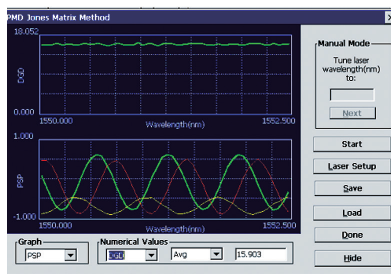 PMD Jones Matrix Method
18.052
DGD
0.000
1550.000
Wavelength(nm)
1552.500
1.000
PSP
-1.000
1550.000
Wavelength(nm)
1552.500
Manual Mode
Tune laser
wavelength(nm)
to:
Next
Start
Laser Setup
Save
Load
Done
Hide
Graph
PSP
Numerical Values
DGD
Avg
15.903